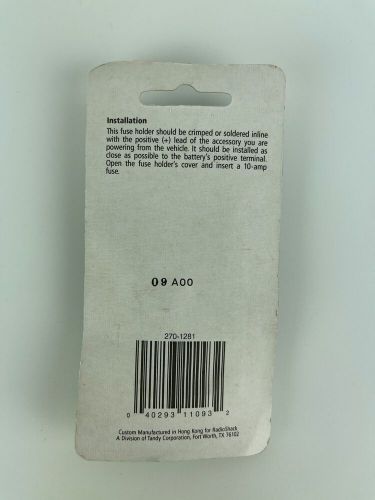 Installation
This fuse holder should be crimped or soldered inline
with the positive (+) lead of the accessory you are
powering from the vehicle. It should be installed as
close as possible to the battery's positive terminal.
Open the fuse holder's cover and insert a 10-amp
fuse.
09 A00
270-1281
0 40293 11093 2
Custom Manufactured in Hong Kong for RadioShack
A Division of Tandy Corporation, Fort Worth, TX 76102